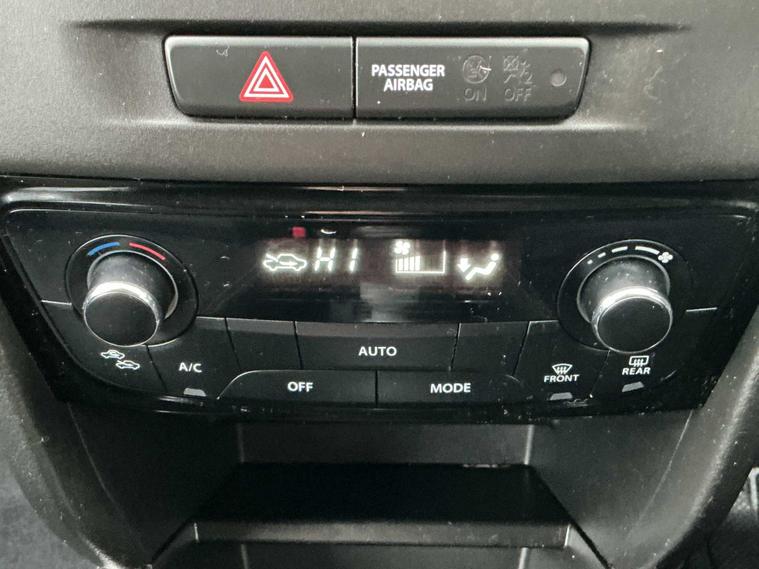 PASSENGER
AIRBAG
ON
OFF
HI
AUTO
A/C
OFF
MODE
FRONT
REAR